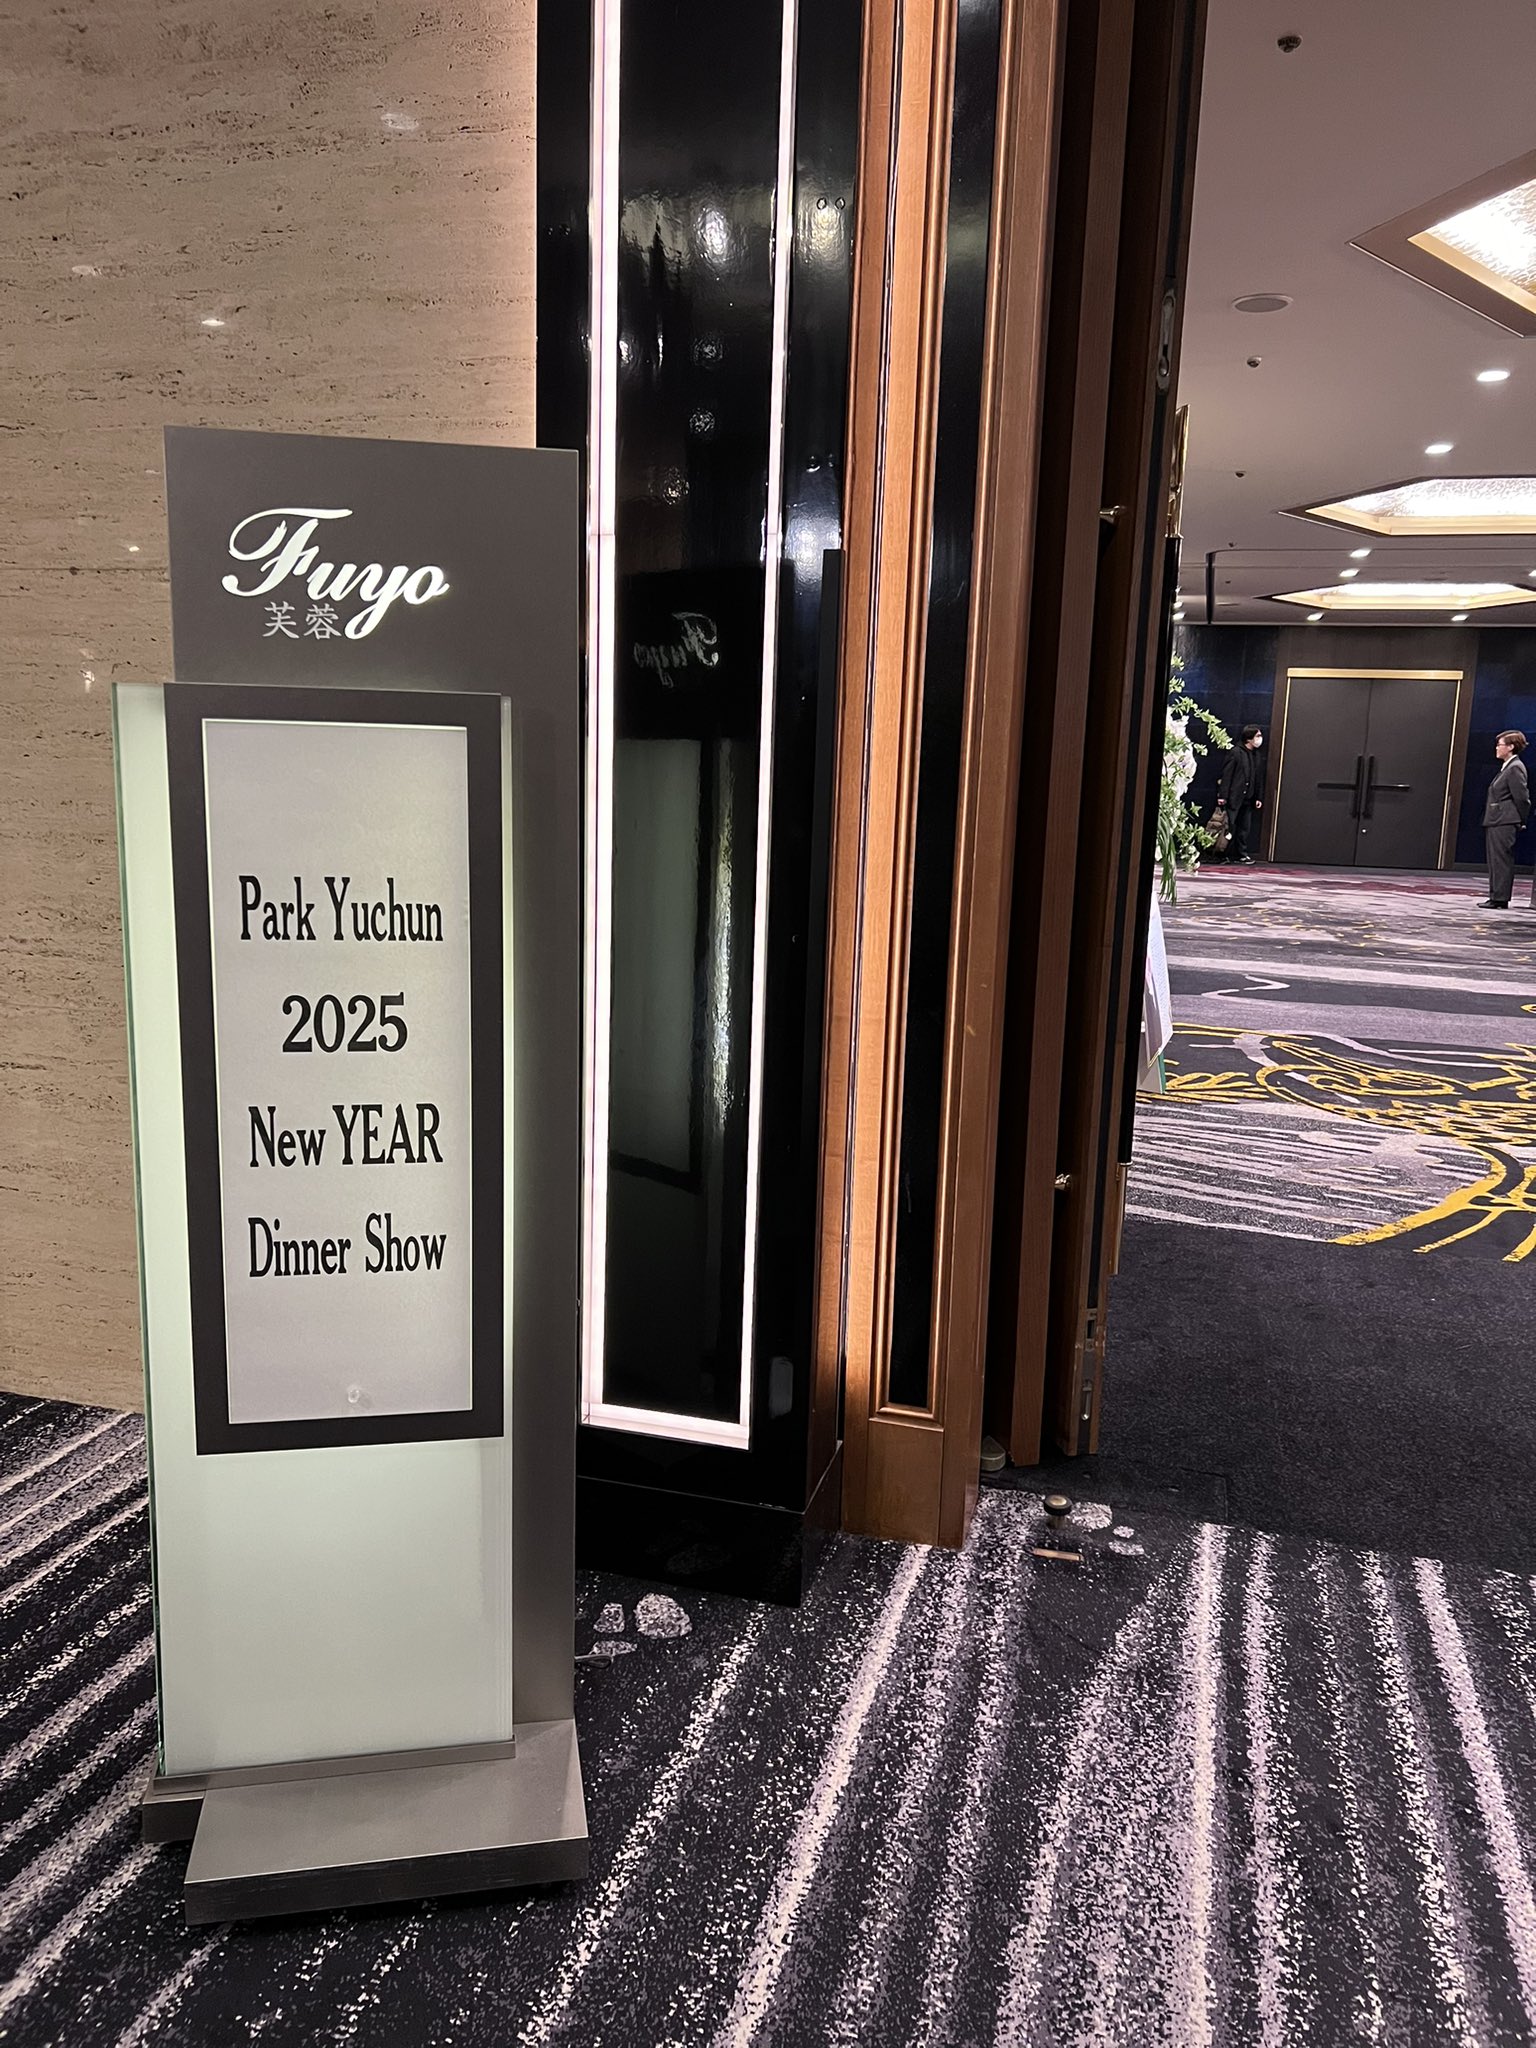 Fuyo
芙蓉
Park Yuchun
2025
New YEAR
Dinner Show